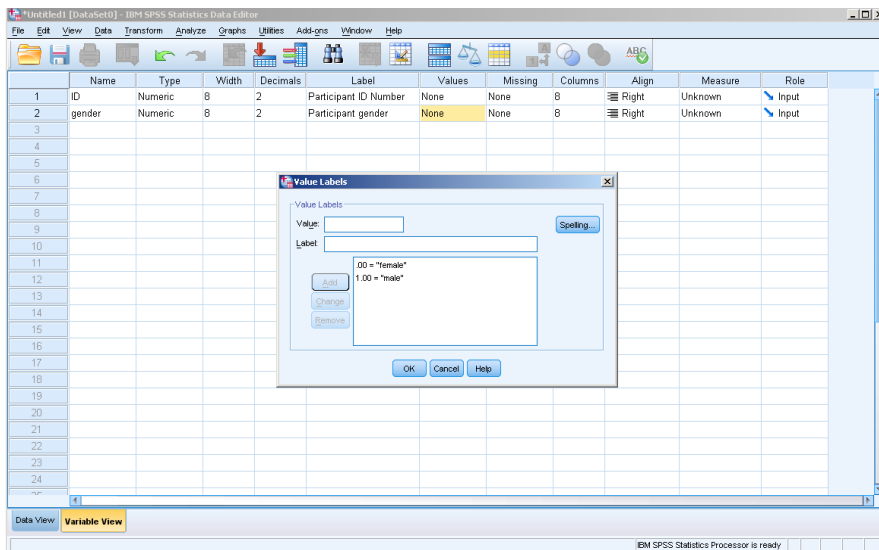 *Untitled1 [DataSet0] - IBM SPSS Statistics Data Editor
File Edit View Data Transform Analyze Graphs Utilities Add-ons Window Help
Name Type Width Decimals Label Values Missing Columns Align Measure Role
1 ID Numeric 8 2 Participant ID Number None None 8 Right Unknown Input
2 gender Numeric 8 2 Participant gender None None 8 Right Unknown Input
3
4
5
6
7
8
9
10
11
12
13
14
15
16
17
18
19
20
21
22
23
24
Value Labels
Value Labels
Value:
Spelling...
Label:
.00 = "female"
1.00 = "male"
Add
Change
Remove
OK Cancel Help
Data View Variable View
IBM SPSS Statistics Processor is ready